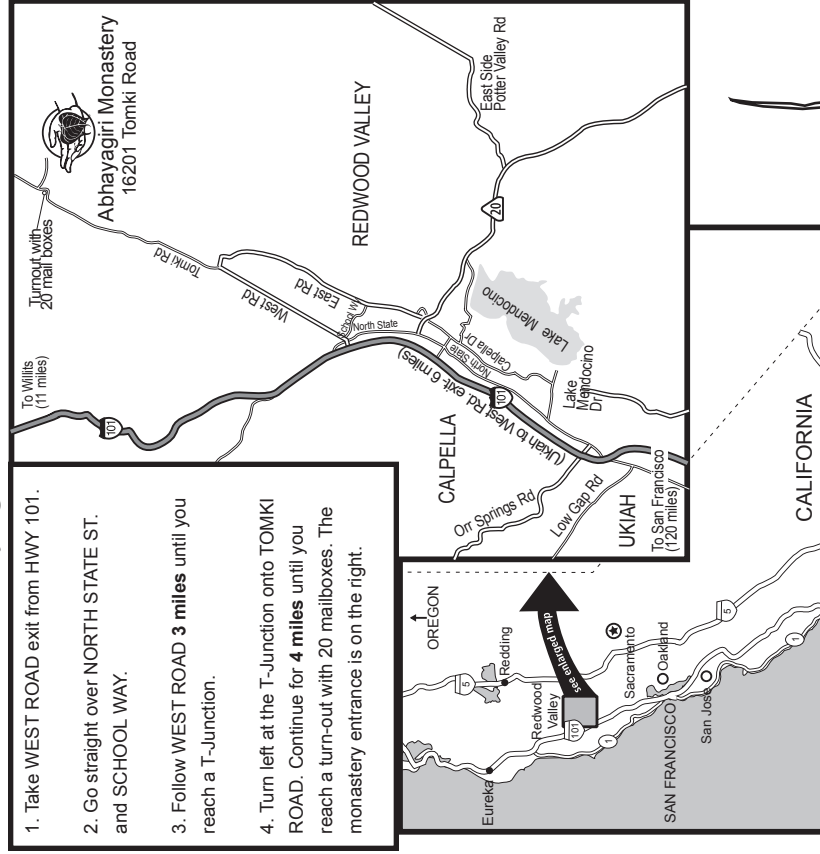 1. Take WEST ROAD exit from HWY 101.
2. Go straight over NORTH STATE ST.
and SCHOOL WAY.
3. Follow WEST ROAD 3 miles until you
reach a T-Junction.
4. Turn left at the T-Junction onto TOMKI
ROAD. Continue for 4 miles until you
reach a turn-out with 20 mailboxes. The
monastery entrance is on the right.
To Willits
(11 miles)
101
Turnout with
20 mail boxes
Abhayagiri Monastery
16201 Tomki Road
Tomki Rd
West Rd
East Rd
School W
North State
REDWOOD VALLEY
(Ukiah to West Rd. exit- 6 miles)
101
CALPELLA
North State
Calpella Dr
20
East Side
Potter Valley Rd
Lake Mendocino
Lake
Mendocino
Dr
Orr Springs Rd
Low Gap Rd
UKIAH
To San Francisco
(120 miles)
OREGON
5
Redding
Eureka
Redwood
Valley
101
see enlarged map
1
Sacramento
Oakland
SAN FRANCISCO
San Jose
5
1
CALIFORNIA